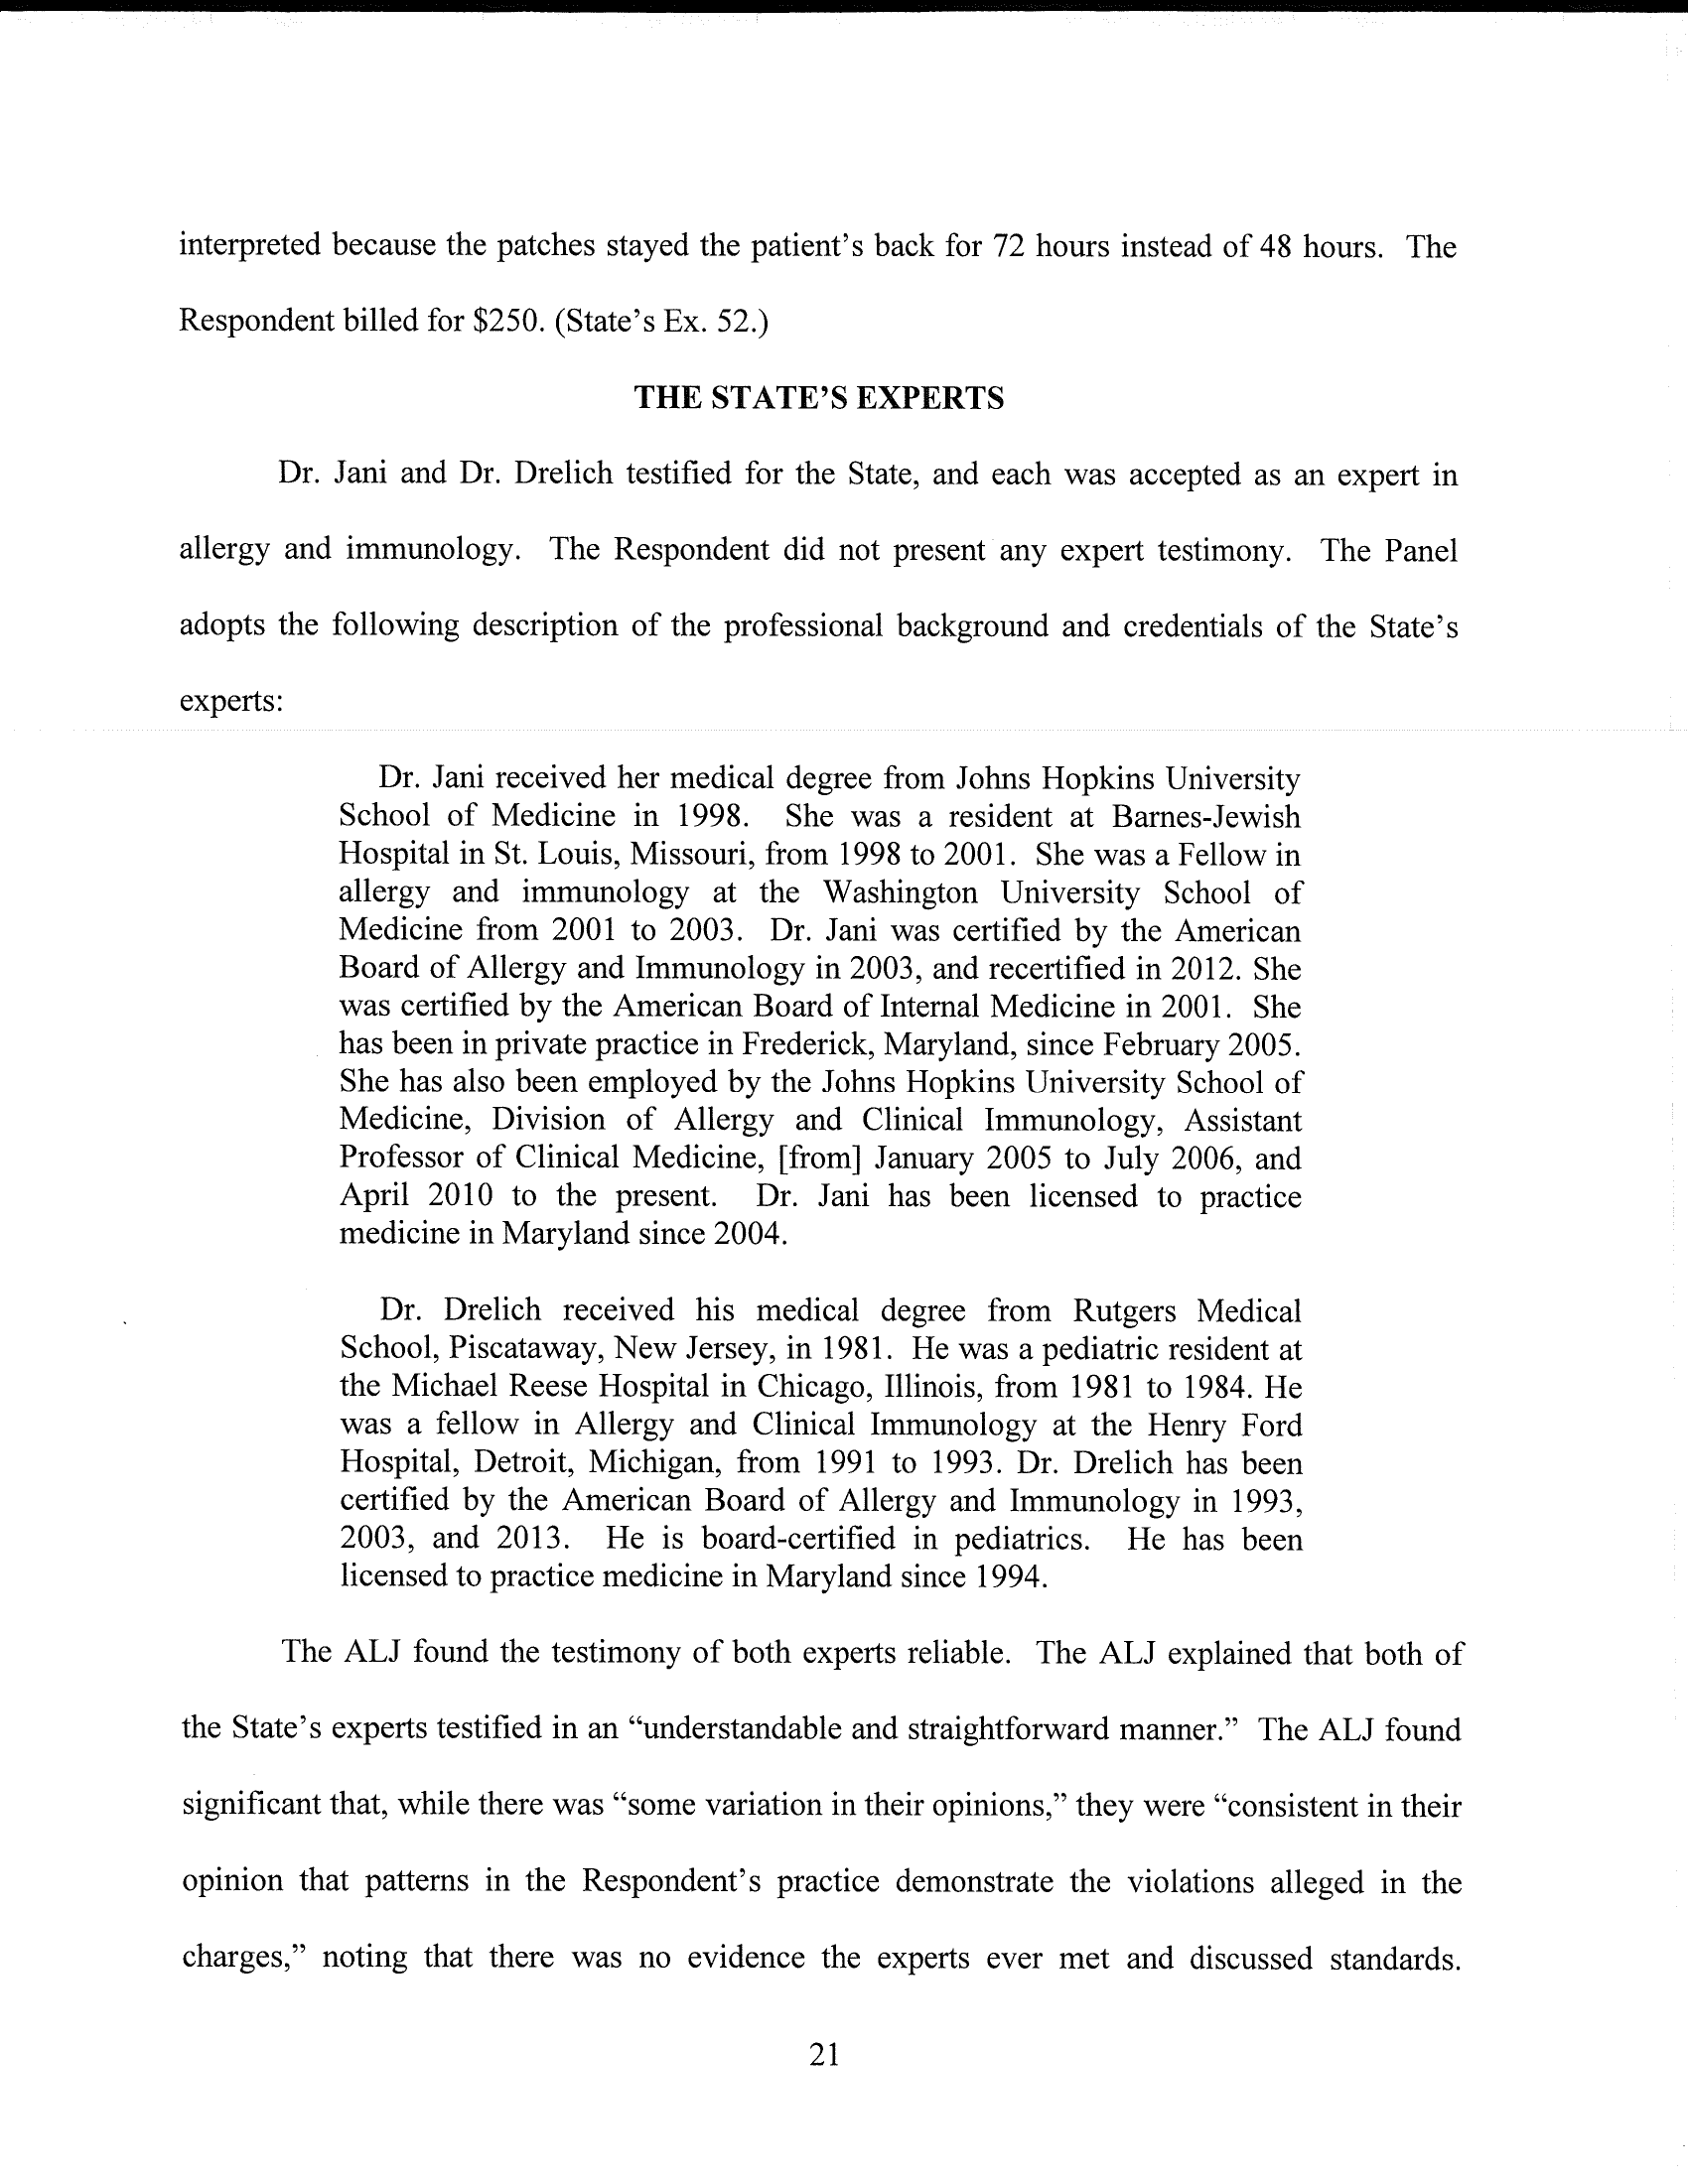 interpreted because the patches stayed the patient’s back for 72 hours instead of 48 hours. The
Respondent billed for $250. (State’s Ex. 52.)
THE STATE’S EXPERTS
Dr. Jani and Dr. Drelich testified for the State, and each was accepted as an expert in
allergy and immunology. The Respondent did not present any expert testimony. The Panel
adopts the following description of the professional background and credentials of the State’s
experts:
Dr. Jani received her medical degree from Johns Hopkins University
School of Medicine in 1998. She was a resident at Barnes-Jewish
Hospital in St. Louis, Missouri, from 1998 to 2001. She was a Fellow in
allergy and immunology at the Washington University School of
Medicine from 2001 to 2003. Dr. Jani was certified by the American
Board of Allergy and Immunology in 2003, and recertified in 2012. She
was certified by the American Board of Internal Medicine in 2001. She
has been in private practice in Frederick, Maryland, since February 2005.
She has also been employed by the Johns Hopkins University School of
Medicine, Division of Allergy and Clinical Immunology, Assistant
Professor of Clinical Medicine, [from] January 2005 to July 2006, and
April 2010 to the present. Dr. Jani has been licensed to practice
medicine in Maryland since 2004.
Dr. Drelich received his medical degree from Rutgers Medical
School, Piscataway, New Jersey, in 1981. He was a pediatric resident at
the Michael Reese Hospital in Chicago, Illinois, from 1981 to 1984. He
was a fellow in Allergy and Clinical Immunology at the Henry Ford
Hospital, Detroit, Michigan, from 1991 to 1993. Dr. Drelich has been
certified by the American Board of Allergy and Immunology in 1993,
2003, and 2013. He is board-certified in pediatrics. He has been
licensed to practice medicine in Maryland since 1994.
The ALJ found the testimony of both experts reliable. The ALJ explained that both of
the State’s experts testified in an “understandable and straightforward manner.” The ALJ found
significant that, while there was “some variation in their opinions,” they were “consistent in their
opinion that patterns in the Respondent’s practice demonstrate the violations alleged in the
charges,” noting that there was no evidence the experts ever met and discussed standards.
21